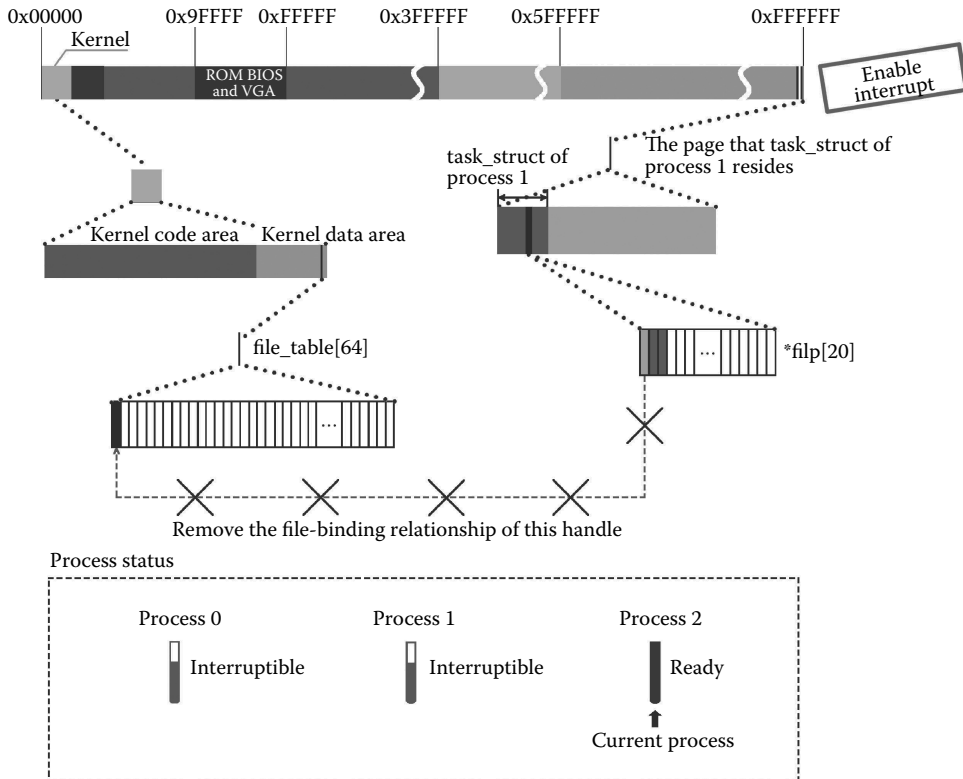 0x00000
0x9FFFF
0xFFFFF
0x3FFFFF
0x5FFFFF
0xFFFFFF
Kernel
ROM BIOS
and VGA
Enable
interrupt
task_struct of
process 1
The page that task_struct of
process 1 resides
Kernel code area
Kernel data area
file_table[64]
...
*filp[20]
...
Remove the file-binding relationship of this handle
Process status
Process 0
Process 1
Process 2
Interruptible
Interruptible
Ready
Current process